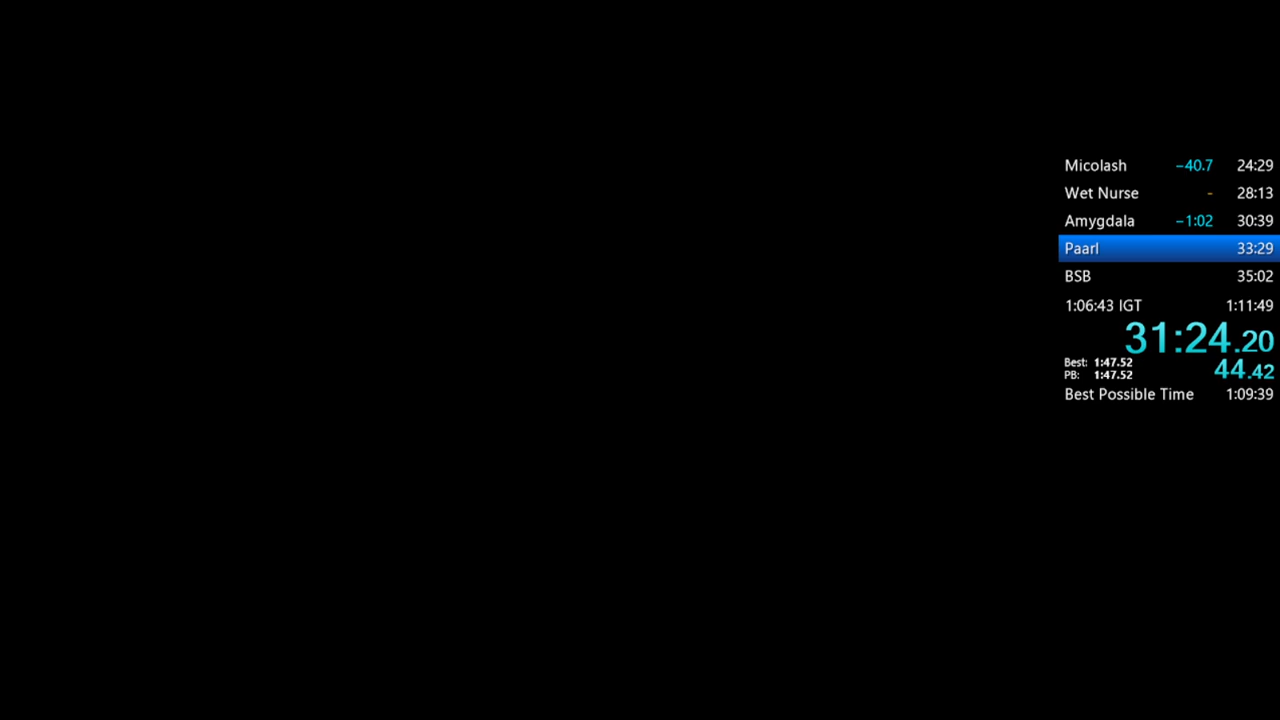 Micolash −40.7 24:29
Wet Nurse - 28:13
Amygdala −1:02 30:39
Paarl 33:29
BSB 35:02
1:06:43 IGT 1:11:49
31:24.20
Best: 1:47.52
PB: 1:47.52
44.42
Best Possible Time 1:09:39